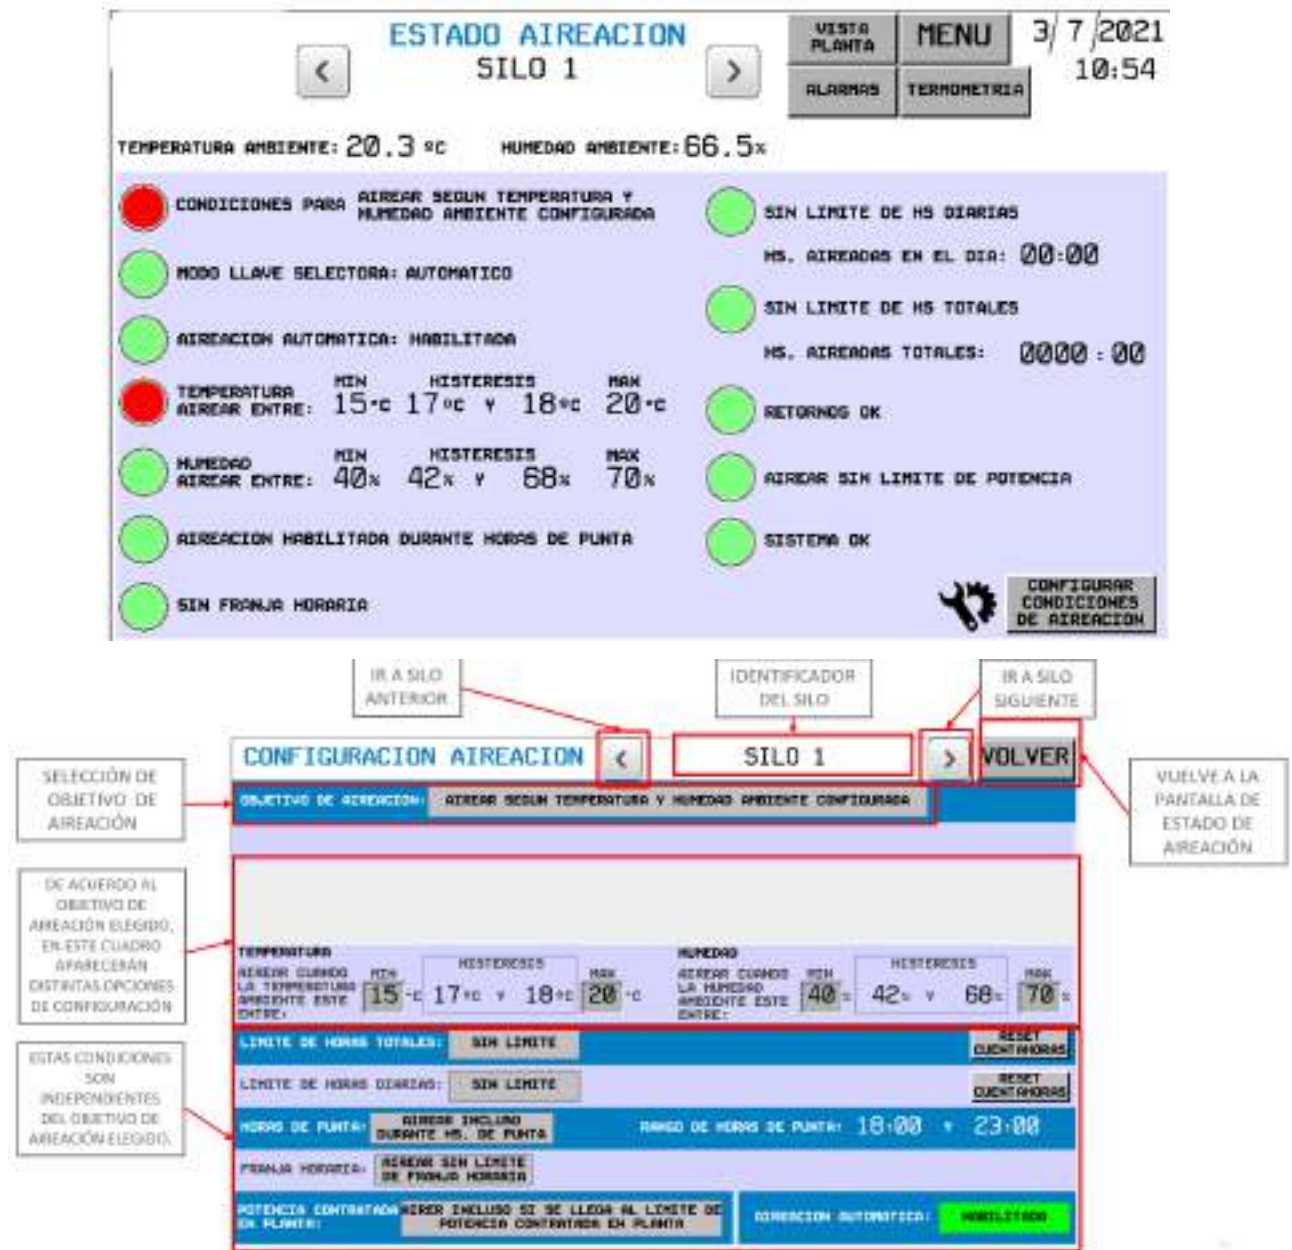 ESTADO AIREACION
SILO 1
<
>
VISTA
PLANTA
MENU
ALARMAS
TERMOMETRIA
3/ 7 /2021
10:54
TEMPERATURA AMBIENTE: 20.3 ºC
HUMEDAD AMBIENTE: 66.5%
CONDICIONES PARA AIREAR SEGUN TEMPERATURA Y
HUMEDAD AMBIENTE CONFIGURADA
MODO LLAVE SELECTORA: AUTOMATICO
AIREACION AUTOMATICA: HABILITADA
MIN HISTERESIS MAX
TEMPERATURA
AIREAR ENTRE: 15ºC 17ºC Y 18ºC 20ºC
MIN HISTERESIS MAX
HUMEDAD
AIREAR ENTRE: 40% 42% Y 68% 70%
AIREACION HABILITADA DURANTE HORAS DE PUNTA
SIN FRANJA HORARIA
SIN LIMITE DE HS DIARIAS
HS. AIREADAS EN EL DIA: 00:00
SIN LIMITE DE HS TOTALES
HS. AIREADAS TOTALES: 0000 : 00
RETORNOS OK
AIREAR SIN LIMITE DE POTENCIA
SISTEMA OK
CONFIGURAR
CONDICIONES
DE AIREACION
IR A SILO
ANTERIOR
IDENTIFICADOR
DEL SILO
IR A SILO
SIGUIENTE
CONFIGURACION AIREACION
<
SILO 1
>
VOLVER
SELECCIÓN DE
OBJETIVO DE
AIREACIÓN
OBJETIVO DE AIREACIÓN: AIREAR SEGUN TEMPERATURA Y HUMEDAD AMBIENTE CONFIGURADA
VUELVE A LA
PANTALLA DE
ESTADO DE
AIREACIÓN
DE ACUERDO AL
OBJETIVO DE
AIREACIÓN ELEGIDO,
EN ESTE CUADRO
APARECERÁN
DISTINTAS OPCIONES
DE CONFIGURACIÓN
TEMPERATURA
AIREAR CUANDO
LA TEMPERATURA
AMBIENTE ESTE
ENTRE:
MIN HISTERESIS MAX
15 ºC 17ºC Y 18ºC 20 ºC
HUMEDAD
AIREAR CUANDO
LA HUMEDAD
AMBIENTE ESTE
ENTRE:
MIN HISTERESIS MAX
40 % 42% Y 68% 70 %
ESTAS CONDICIONES
SON
INDEPENDIENTES
DEL OBJETIVO DE
AIREACIÓN ELEGIDO.
LIMITE DE HORAS TOTALES: SIN LIMITE
RESET
CUENTAHORAS
LIMITE DE HORAS DIARIAS: SIN LIMITE
RESET
CUENTAHORAS
HORAS DE PUNTA: AIREAR INCLUSO
DURANTE HS. DE PUNTA
RANGO DE HORAS DE PUNTA: 18:00 Y 23:00
FRANJA HORARIA: AIREAR SIN LIMITE
DE FRANJA HORARIA
POTENCIA CONTRATADA
EN PLANTA:
AIRER INCLUSO SI SE LLEGA AL LIMITE DE
POTENCIA CONTRATADA EN PLANTA
AIREACION AUTOMATICA: HABILITADA